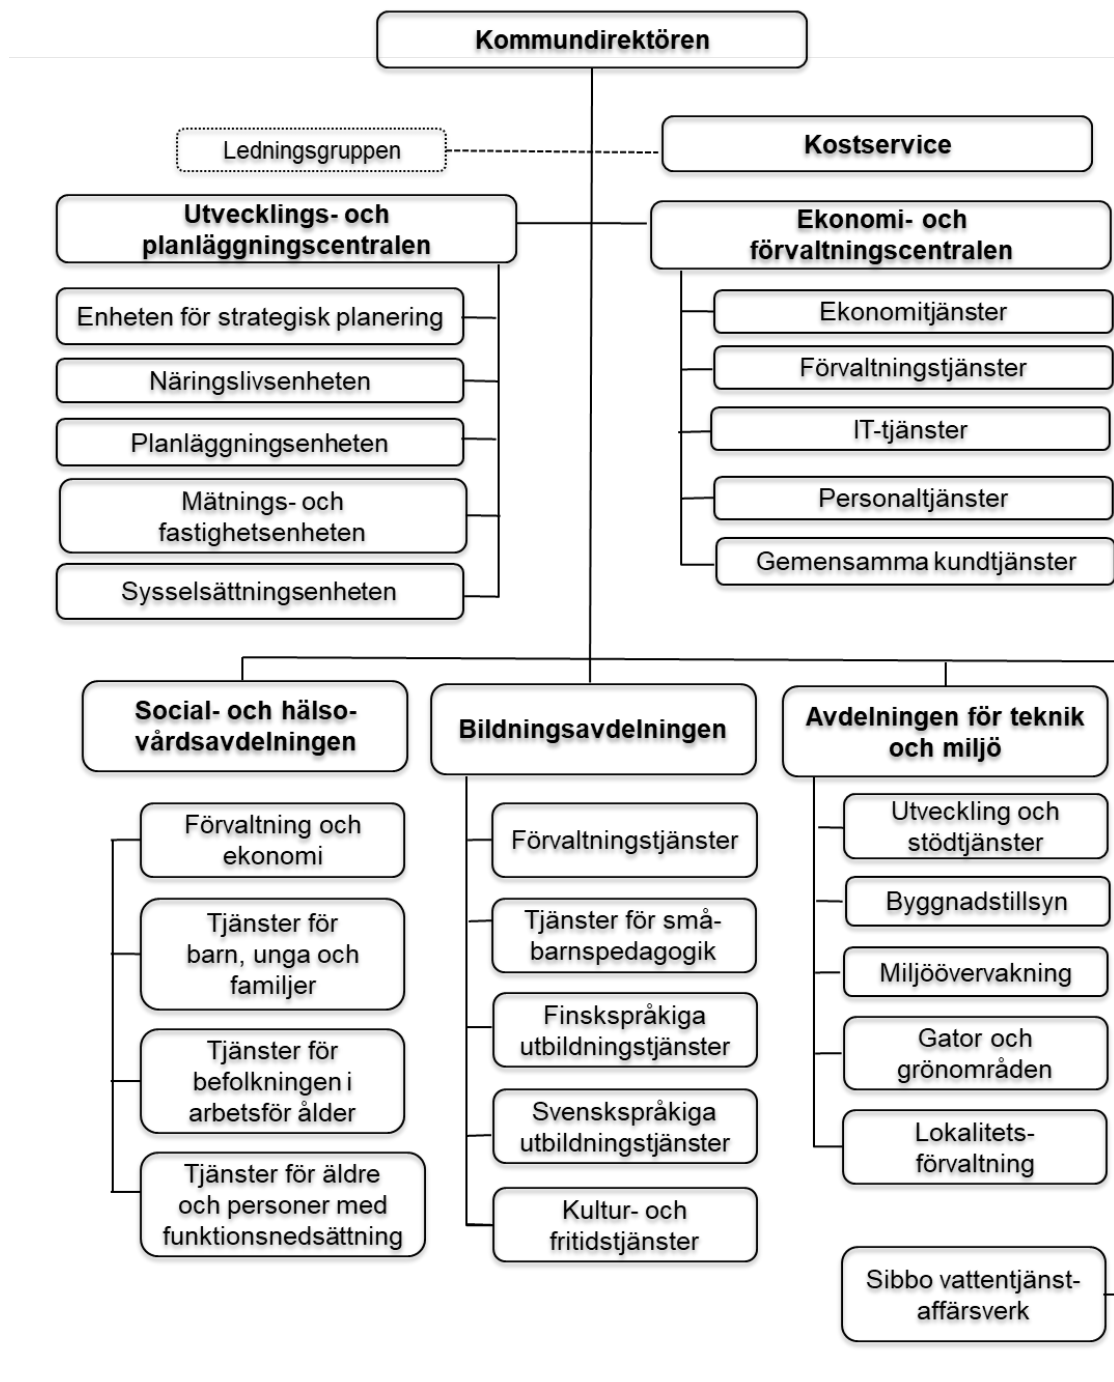 Kommundirektören
Ledningsgruppen
Kostservice
Utvecklings- och
planläggningscentralen
Ekonomi- och
förvaltningscentralen
Enheten för strategisk planering
Näringslivsenheten
Planläggningsenheten
Mätnings- och
fastighetsenheten
Sysselsättningsenheten
Ekonomitjänster
Förvaltningstjänster
IT-tjänster
Personaltjänster
Gemensamma kundtjänster
Social- och hälso-
vårdsavdelningen
Förvaltning och
ekonomi
Tjänster för
barn, unga och
familjer
Tjänster för
befolkningen i
arbetsför ålder
Tjänster för äldre
och personer med
funktionsnedsättning
Bildningsavdelningen
Förvaltningstjänster
Tjänster för små-
barnspedagogik
Finskspråkiga
utbildningstjänster
Svenskspråkiga
utbildningstjänster
Kultur- och
fritidstjänster
Avdelningen för teknik
och miljö
Utveckling och
stödtjänster
Byggnadstillsyn
Miljöövervakning
Gator och
grönområden
Lokalitets-
förvaltning
Sibbo vattentjänst-
affärsverk